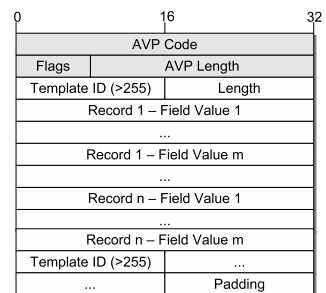 0 16 32
AVP Code
Flags AVP Length
Template ID (>255) Length
Record 1 – Field Value 1
...
Record 1 – Field Value m
...
Record n – Field Value 1
...
Record n – Field Value m
Template ID (>255) ...
... Padding